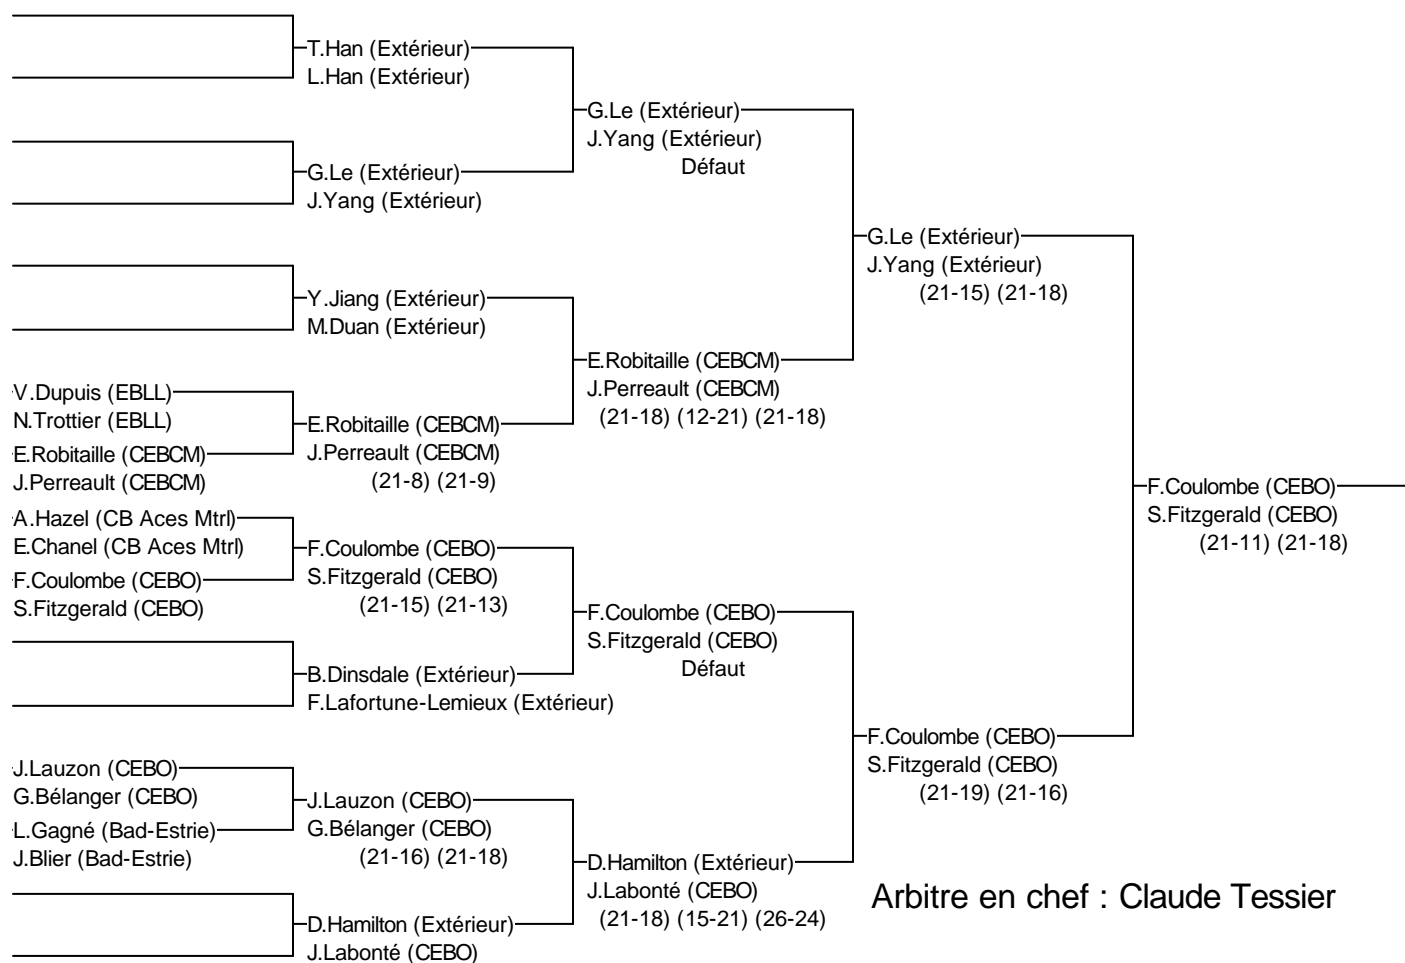 T.Han (Extérieur)
L.Han (Extérieur)
G.Le (Extérieur)
J.Yang (Extérieur)
Défaut
G.Le (Extérieur)
J.Yang (Extérieur)
G.Le (Extérieur)
J.Yang (Extérieur)
(21-15) (21-18)
Y.Jiang (Extérieur)
M.Duan (Extérieur)
E.Robitaille (CEBCM)
J.Perreault (CEBCM)
(21-18) (12-21) (21-18)
V.Dupuis (EBLL)
N.Trottier (EBLL)
E.Robitaille (CEBCM)
J.Perreault (CEBCM)
E.Robitaille (CEBCM)
J.Perreault (CEBCM)
(21-8) (21-9)
F.Coulombe (CEBO)
S.Fitzgerald (CEBO)
(21-11) (21-18)
A.Hazel (CB Aces Mtrl)
E.Chanel (CB Aces Mtrl)
F.Coulombe (CEBO)
S.Fitzgerald (CEBO)
F.Coulombe (CEBO)
S.Fitzgerald (CEBO)
(21-15) (21-13)
F.Coulombe (CEBO)
S.Fitzgerald (CEBO)
Défaut
B.Dinsdale (Extérieur)
F.Lafortune-Lemieux (Extérieur)
F.Coulombe (CEBO)
S.Fitzgerald (CEBO)
(21-19) (21-16)
J.Lauzon (CEBO)
G.Bélanger (CEBO)
L.Gagné (Bad-Estrie)
J.Blier (Bad-Estrie)
J.Lauzon (CEBO)
G.Bélanger (CEBO)
(21-16) (21-18)
D.Hamilton (Extérieur)
J.Labonté (CEBO)
(21-18) (15-21) (26-24)
Arbitre en chef : Claude Tessier
D.Hamilton (Extérieur)
J.Labonté (CEBO)